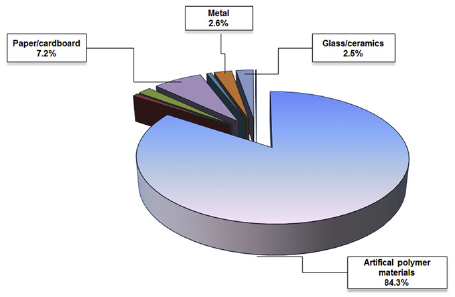 Metal
2.6%
Paper/cardboard
7.2%
Glass/ceramics
2.5%
Artifical polymer
materials
84.3%